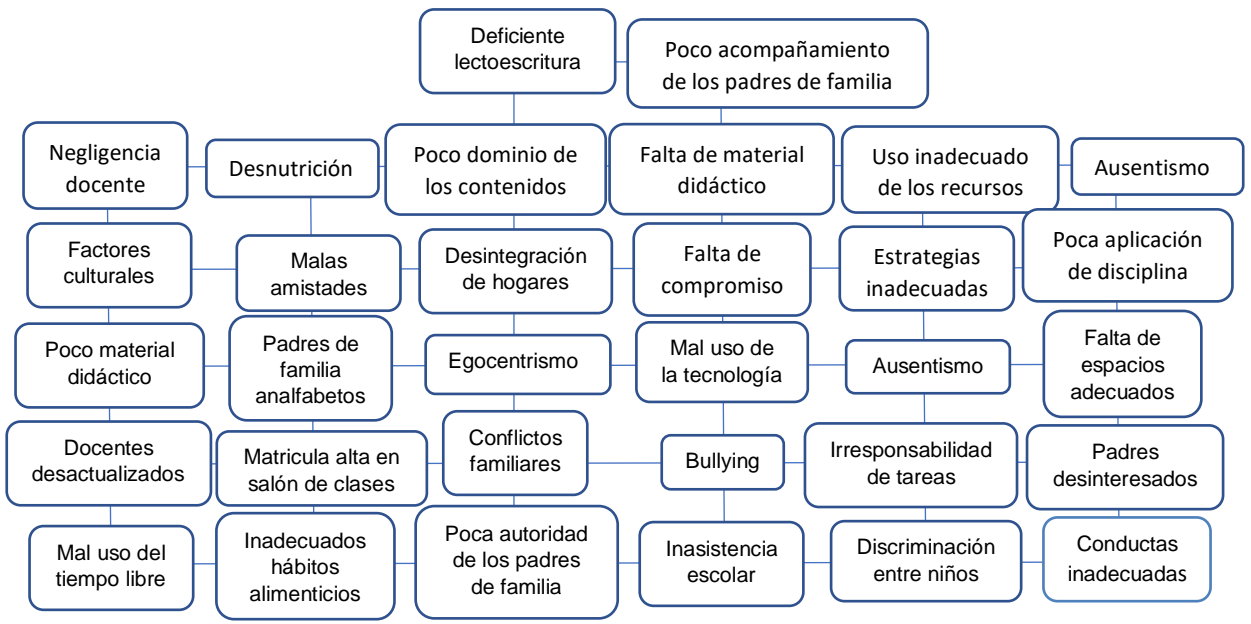 Deficiente
lectoescritura
Poco acompañamiento
de los padres de familia
Negligencia
docente
Desnutrición
Poco dominio de
los contenidos
Falta de material
didáctico
Uso inadecuado
de los recursos
Ausentismo
Factores
culturales
Malas
amistades
Desintegración
de hogares
Falta de
compromiso
Estrategias
inadecuadas
Poca aplicación
de disciplina
Poco material
didáctico
Padres de
familia
analfabetos
Egocentrismo
Mal uso de
la tecnología
Ausentismo
Falta de
espacios
adecuados
Docentes
desactualizados
Matricula alta en
salón de clases
Conflictos
familiares
Bullying
Irresponsabilidad
de tareas
Padres
desinteresados
Mal uso del
tiempo libre
Inadecuados
hábitos
alimenticios
Poca autoridad
de los padres
de familia
Inasistencia
escolar
Discriminación
entre niños
Conductas
inadecuadas